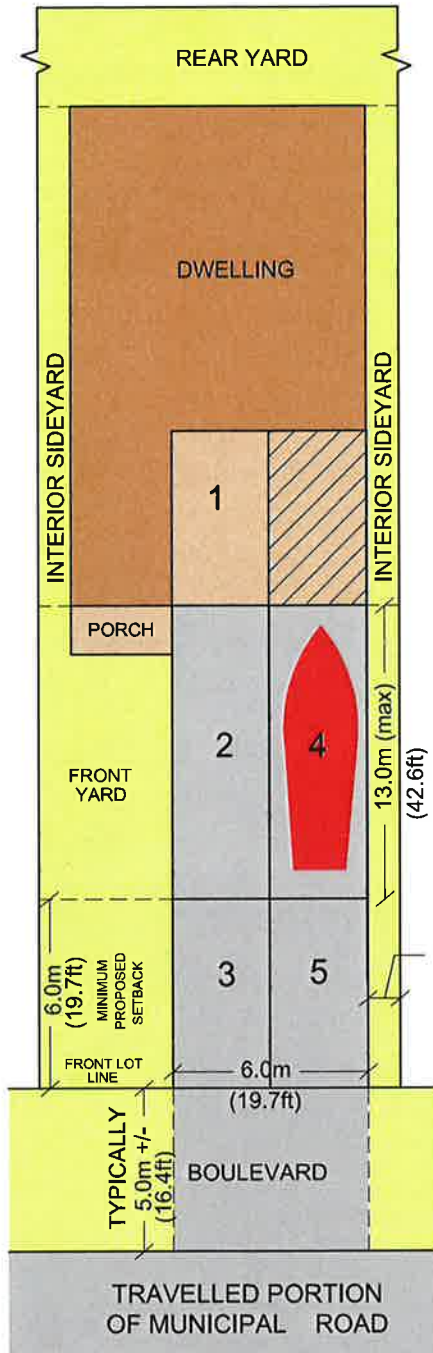 REAR YARD
DWELLING
INTERIOR SIDEYARD
INTERIOR SIDEYARD
1
PORCH
2
4
13.0m (max)
(42.6ft)
FRONT
YARD
6.0m
(19.7ft)
MINIMUM
PROPOSED
SETBACK
3
5
FRONT LOT
LINE
6.0m
(19.7ft)
TYPICALLY
5.0m +/-
(16.4ft)
BOULEVARD
TRAVELLED PORTION
OF MUNICIPAL ROAD